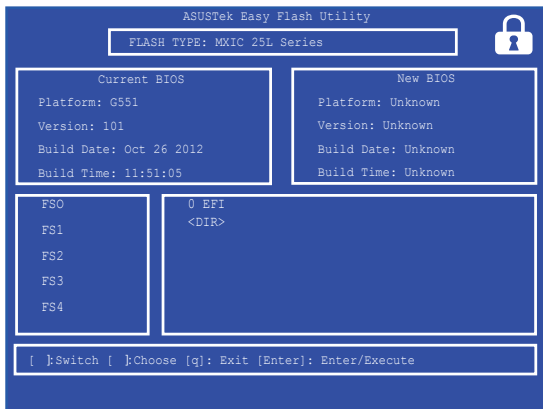 ASUSTek Easy Flash Utility
FLASH TYPE: MXIC 25L Series
Current BIOS
Platform: G551
Version: 101
Build Date: Oct 26 2012
Build Time: 11:51:05
New BIOS
Platform: Unknown
Version: Unknown
Build Date: Unknown
Build Time: Unknown
FSO
FS1
FS2
FS3
FS4
0 EFI
<DIR>
[ ]:Switch [ ]:Choose [q]: Exit [Enter]: Enter/Execute